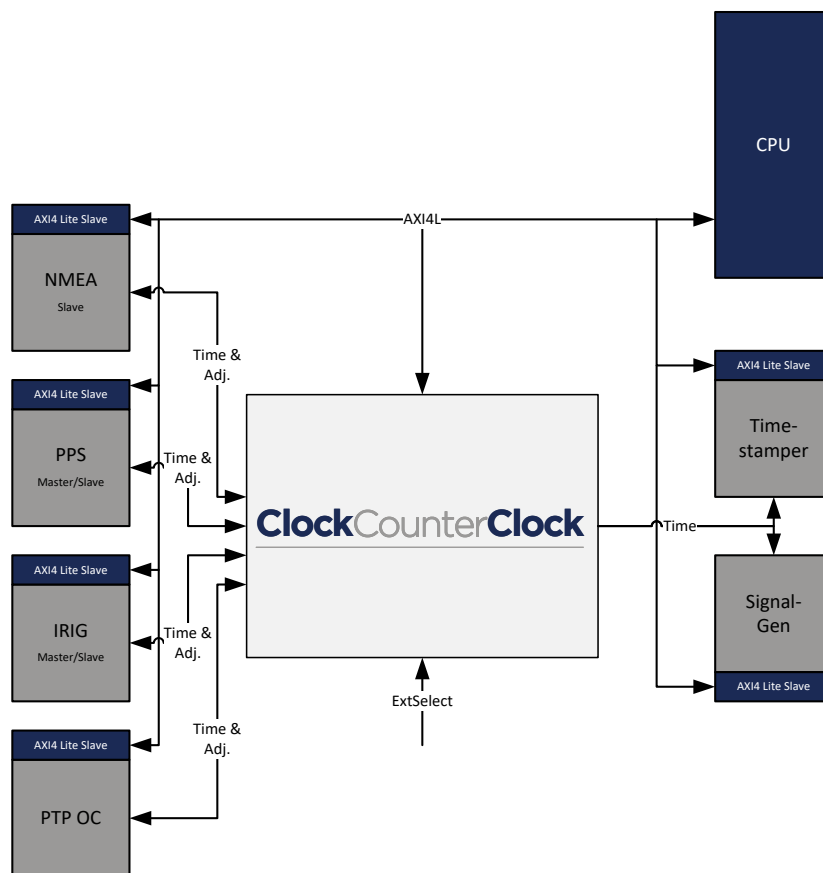 CPU
AXI4 Lite Slave
NMEA
Slave
AXI4L
Time &
Adj.
AXI4 Lite Slave
PPS
Master/Slave
Time &
Adj.
AXI4 Lite Slave
IRIG
Master/Slave
Time &
Adj.
AXI4 Lite Slave
PTP OC
Time &
Adj.
ClockCounterClock
ExtSelect
Time
AXI4 Lite Slave
Time-
stamper
Signal-
Gen
AXI4 Lite Slave